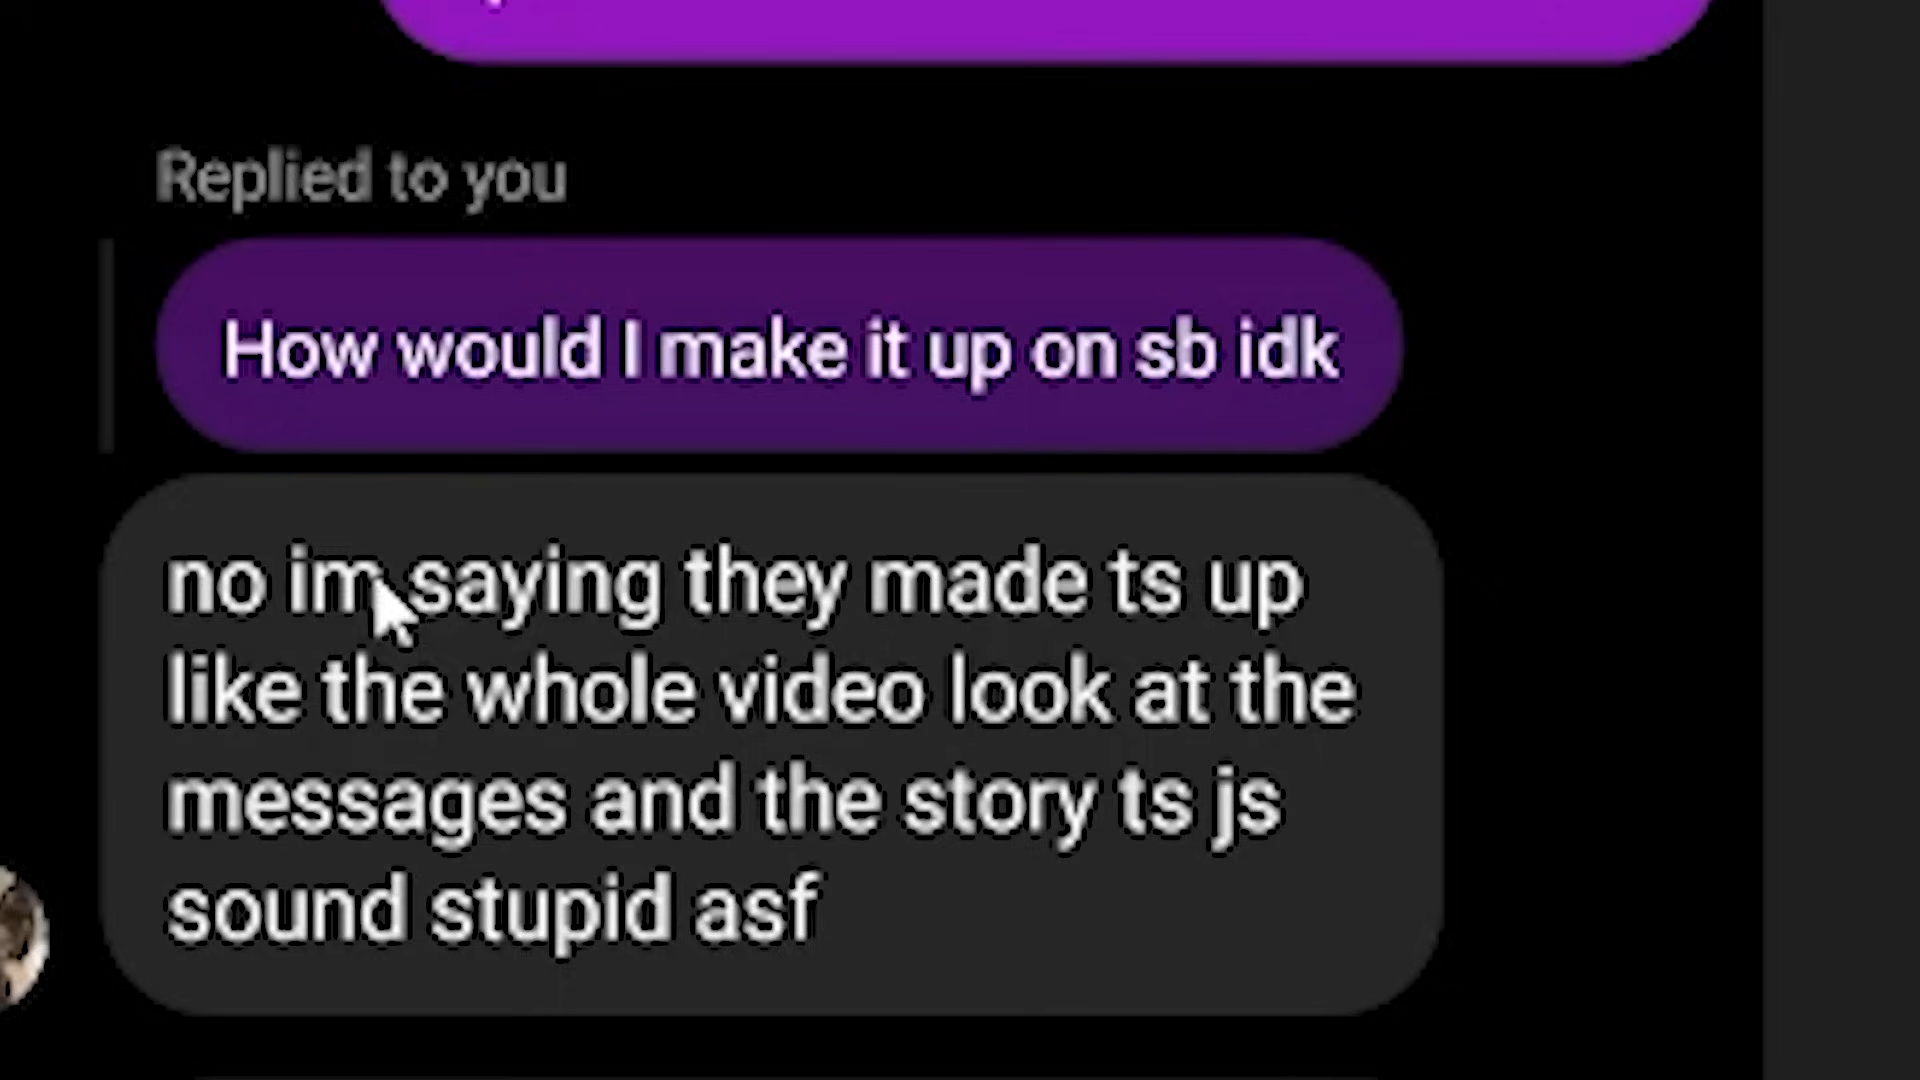 Replied to you
How would I make it up on sb idk
no im saying they made ts up
like the whole video look at the
messages and the story ts js
sound stupid asf